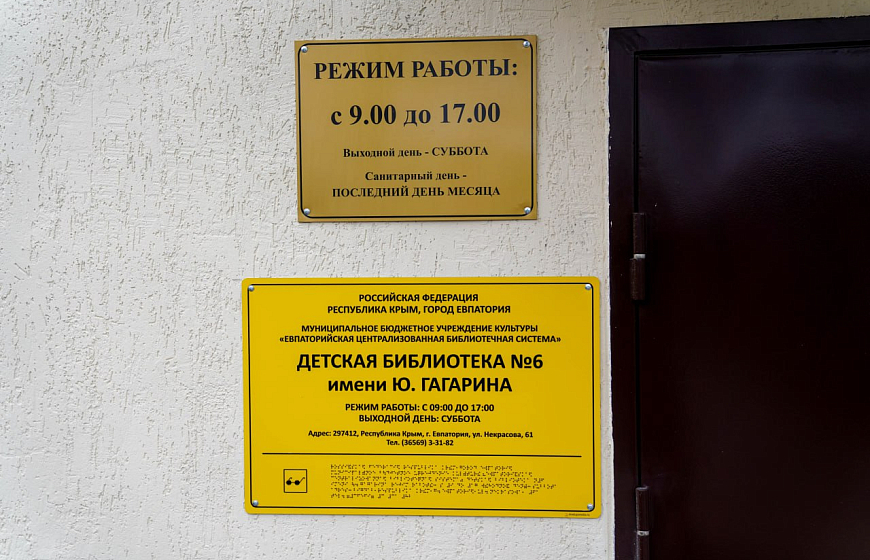 РЕЖИМ РАБОТЫ:
с 9.00 до 17.00
Выходной день - СУББОТА
Санитарный день -
ПОСЛЕДНИЙ ДЕНЬ МЕСЯЦА
РОССИЙСКАЯ ФЕДЕРАЦИЯ
РЕСПУБЛИКА КРЫМ, ГОРОД ЕВПАТОРИЯ
МУНИЦИПАЛЬНОЕ БЮДЖЕТНОЕ УЧРЕЖДЕНИЕ КУЛЬТУРЫ
«ЕВПАТОРИЙСКАЯ ЦЕНТРАЛИЗОВАННАЯ БИБЛИОТЕЧНАЯ СИСТЕМА»
ДЕТСКАЯ БИБЛИОТЕКА №6
имени Ю. ГАГАРИНА
РЕЖИМ РАБОТЫ: С 09:00 ДО 17:00
ВЫХОДНОЙ ДЕНЬ: СУББОТА
Адрес: 297412, Республика Крым, г. Евпатория, ул. Некрасова, 61
Тел. (36569) 3-31-82